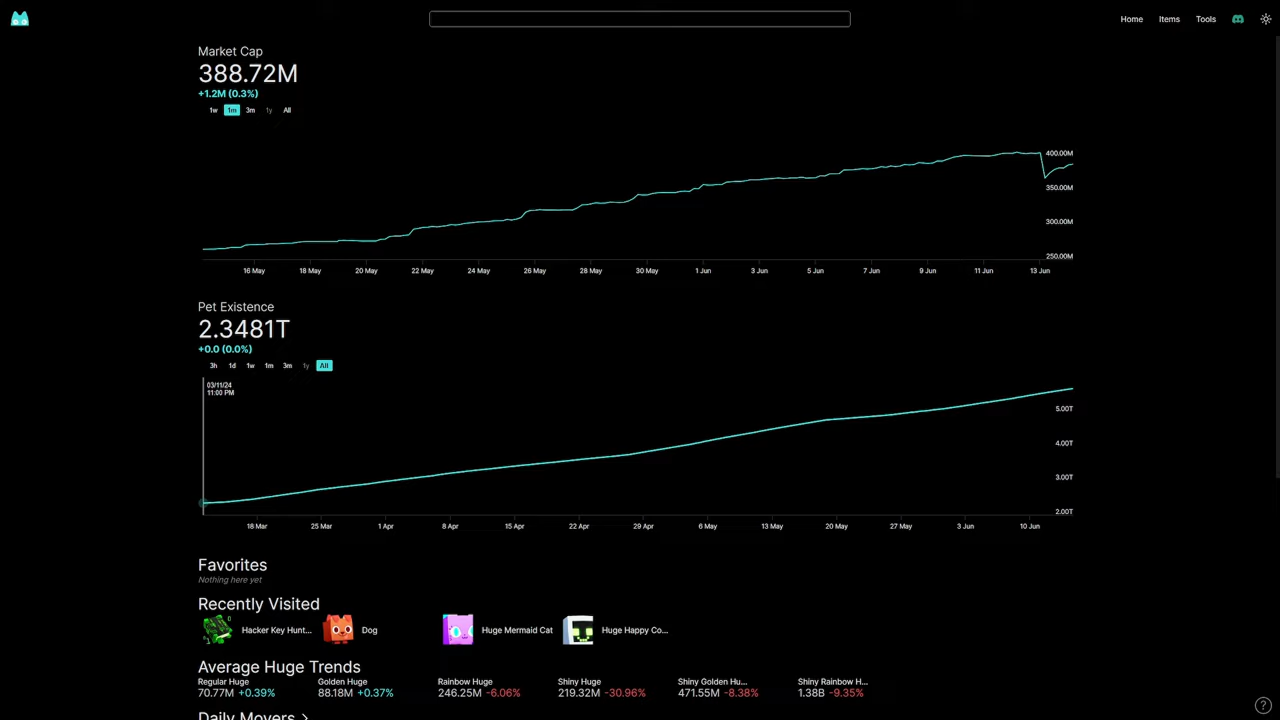 Home Items Tools
Market Cap
388.72M
+1.2M (0.3%)
1w 1m 3m 1y All
400.00M
350.00M
300.00M
250.00M
16 May 18 May 20 May 22 May 24 May 26 May 28 May 30 May 1 Jun 3 Jun 5 Jun 7 Jun 9 Jun 11 Jun 13 Jun
Pet Existence
2.3481T
+0.0 (0.0%)
3h 1d 1w 1m 3m 1y All
03/11/24
11:00 PM
5.00T
4.00T
3.00T
2.00T
18 Mar 25 Mar 1 Apr 8 Apr 15 Apr 22 Apr 29 Apr 6 May 13 May 20 May 27 May 3 Jun 10 Jun
Favorites
Nothing here yet
Recently Visited
Hacker Key Hunt... Dog Huge Mermaid Cat Huge Happy Co...
Average Huge Trends
Regular Huge Golden Huge Rainbow Huge Shiny Huge Shiny Golden Hu... Shiny Rainbow H...
70.77M +0.39% 88.18M +0.37% 246.25M -6.06% 219.32M -30.96% 471.55M -8.38% 1.38B -9.35%
Daily Movers >
?